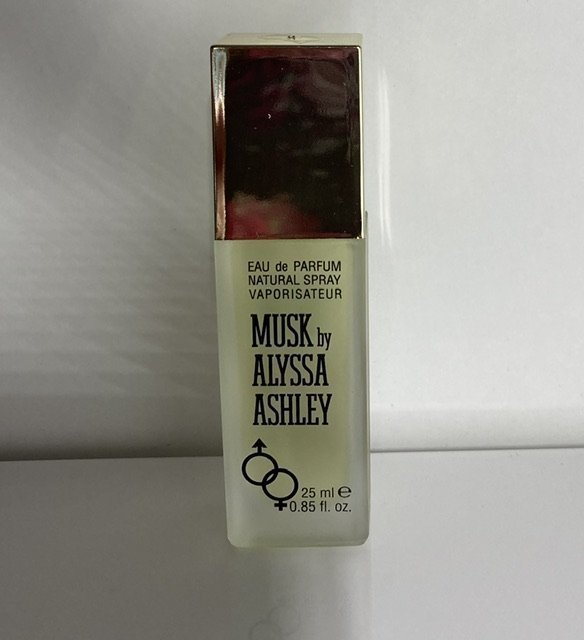 EAU de PARFUM
NATURAL SPRAY
VAPORISATEUR
MUSK by
ALYSSA
ASHLEY
25 ml ℮
0.85 fl. oz.